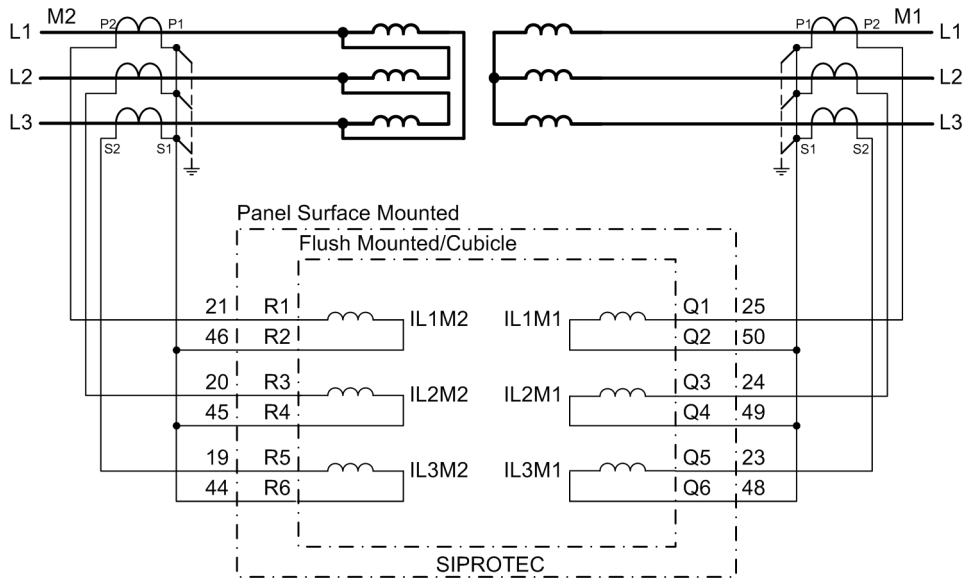 M2 P2 P1 P1 P2 M1
L1 L1
L2 L2
L3 L3
S2 S1 S1 S2
Panel Surface Mounted
Flush Mounted/Cubicle
21 R1 IL1M2 IL1M1 Q1 25
46 R2 Q2 50
20 R3 IL2M2 IL2M1 Q3 24
45 R4 Q4 49
19 R5 IL3M2 IL3M1 Q5 23
44 R6 Q6 48
SIPROTEC